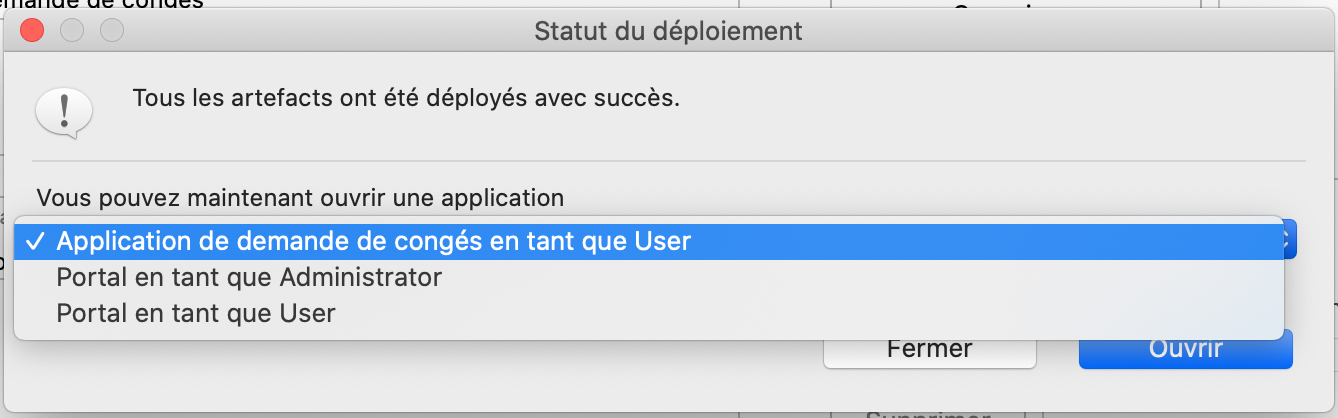 demande de congés
Statut du déploiement
Tous les artefacts ont été déployés avec succès.
Vous pouvez maintenant ouvrir une application
✓ Application de demande de congés en tant que User
Portal en tant que Administrator
Portal en tant que User
Fermer
Ouvrir
Supprimer